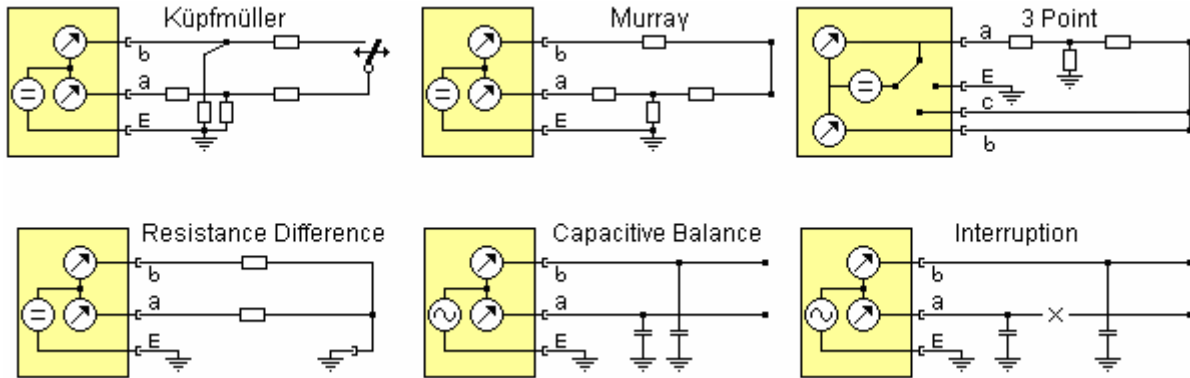 Küpfmüller
b
a
E
Murray
b
a
E
3 Point
a
E
c
b
Resistance Difference
b
a
E
Capacitive Balance
b
a
E
Interruption
b
a
E